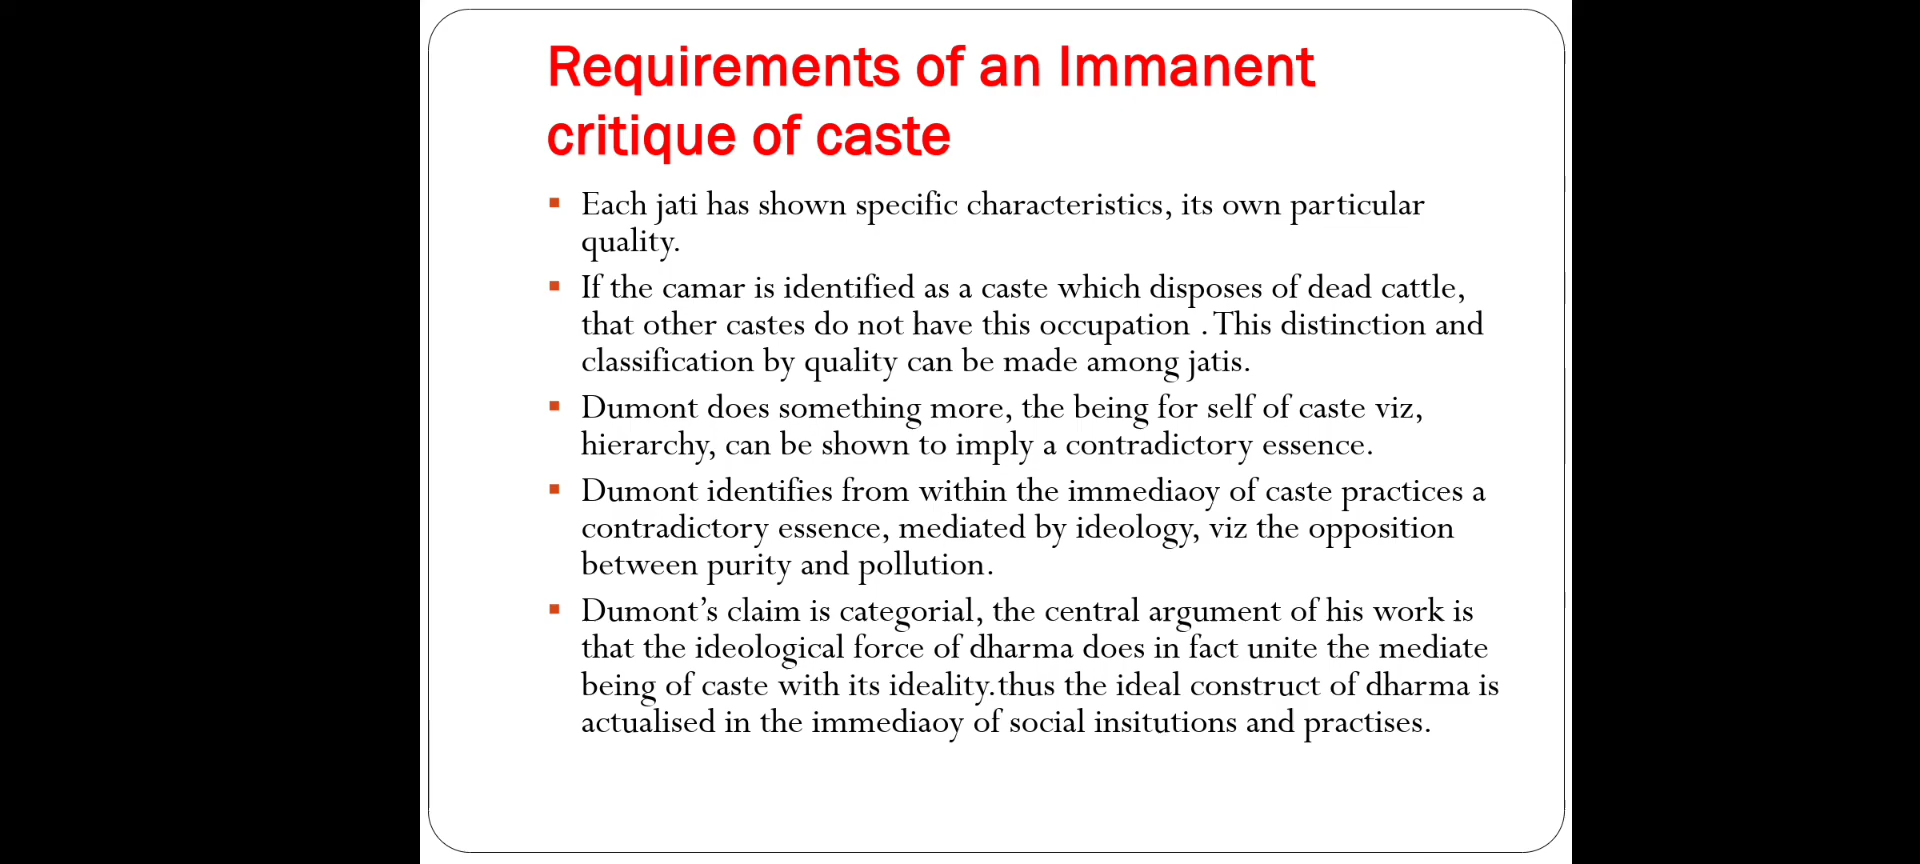 Requirements of an Immanent
critique of caste
Each jati has shown specific characteristics, its own particular
quality.
If the camar is identified as a caste which disposes of dead cattle,
that other castes do not have this occupation . This distinction and
classification by quality can be made among jatis.
Dumont does something more, the being for self of caste viz,
hierarchy, can be shown to imply a contradictory essence.
Dumont identifies from within the immediaoy of caste practices a
contradictory essence, mediated by ideology, viz the opposition
between purity and pollution.
Dumont’s claim is categorial, the central argument of his work is
that the ideological force of dharma does in fact unite the mediate
being of caste with its ideality.thus the ideal construct of dharma is
actualised in the immediaoy of social insitutions and practises.